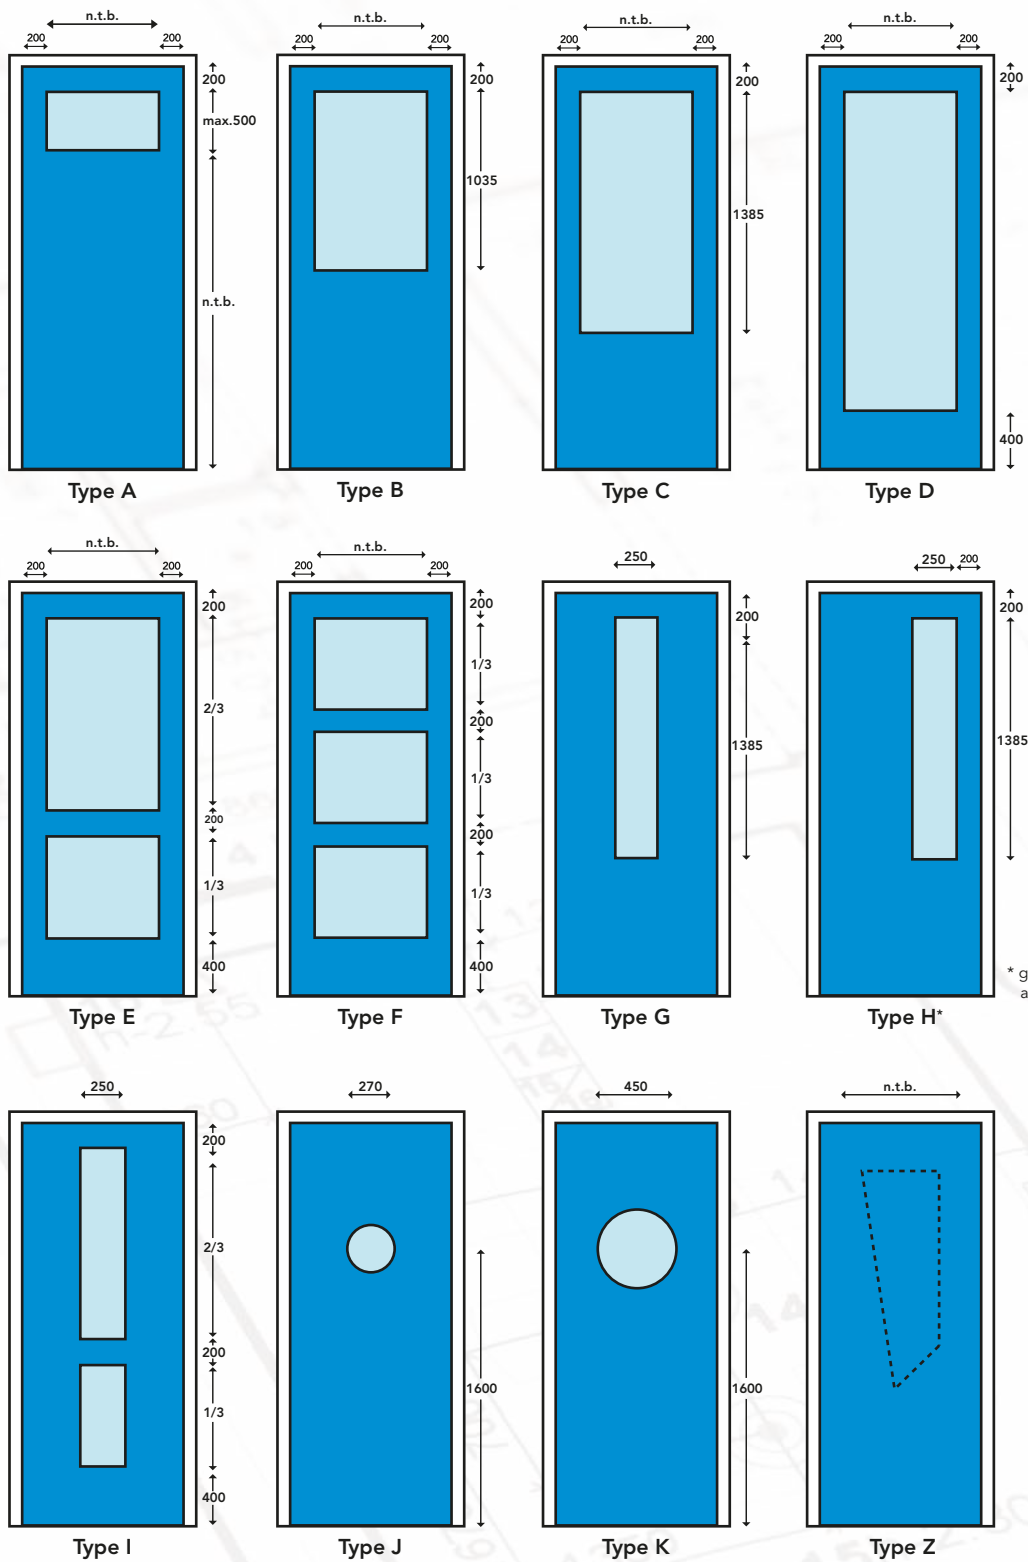 n.t.b.
200 200
200
max.500
n.t.b.
Type A
n.t.b.
200 200
200
1035
Type B
n.t.b.
200 200
200
1385
Type C
n.t.b.
200 200
200
400
Type D
n.t.b.
200 200
200
2/3
200
1/3
400
Type E
n.t.b.
200 200
200
1/3
200
1/3
200
1/3
400
Type F
250
200
1385
Type G
250 200
200
1385
* g
a
Type H*
250
200
2/3
200
1/3
400
Type I
270
1600
Type J
450
1600
Type K
n.t.b.
Type Z